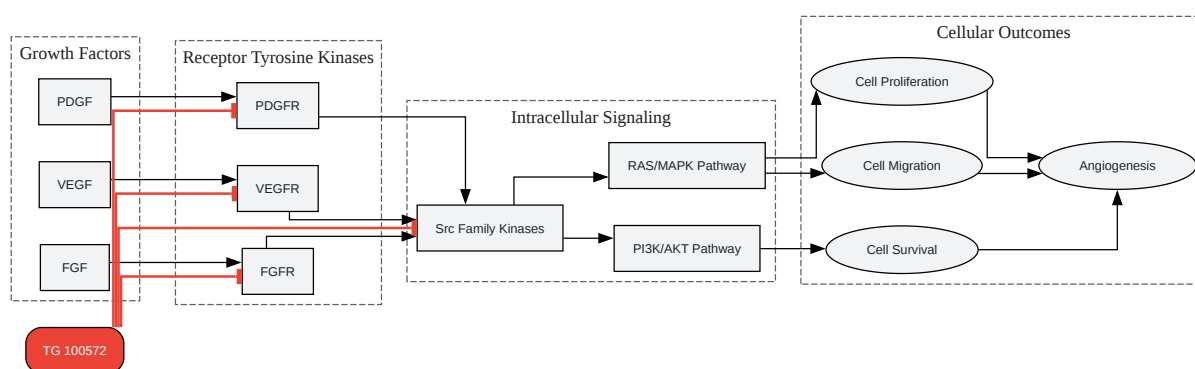 Growth Factors
PDGF
VEGF
FGF
TG 100572
Receptor Tyrosine Kinases
PDGFR
VEGFR
FGFR
Intracellular Signaling
Src Family Kinases
RAS/MAPK Pathway
PI3K/AKT Pathway
Cellular Outcomes
Cell Proliferation
Cell Migration
Cell Survival
Angiogenesis